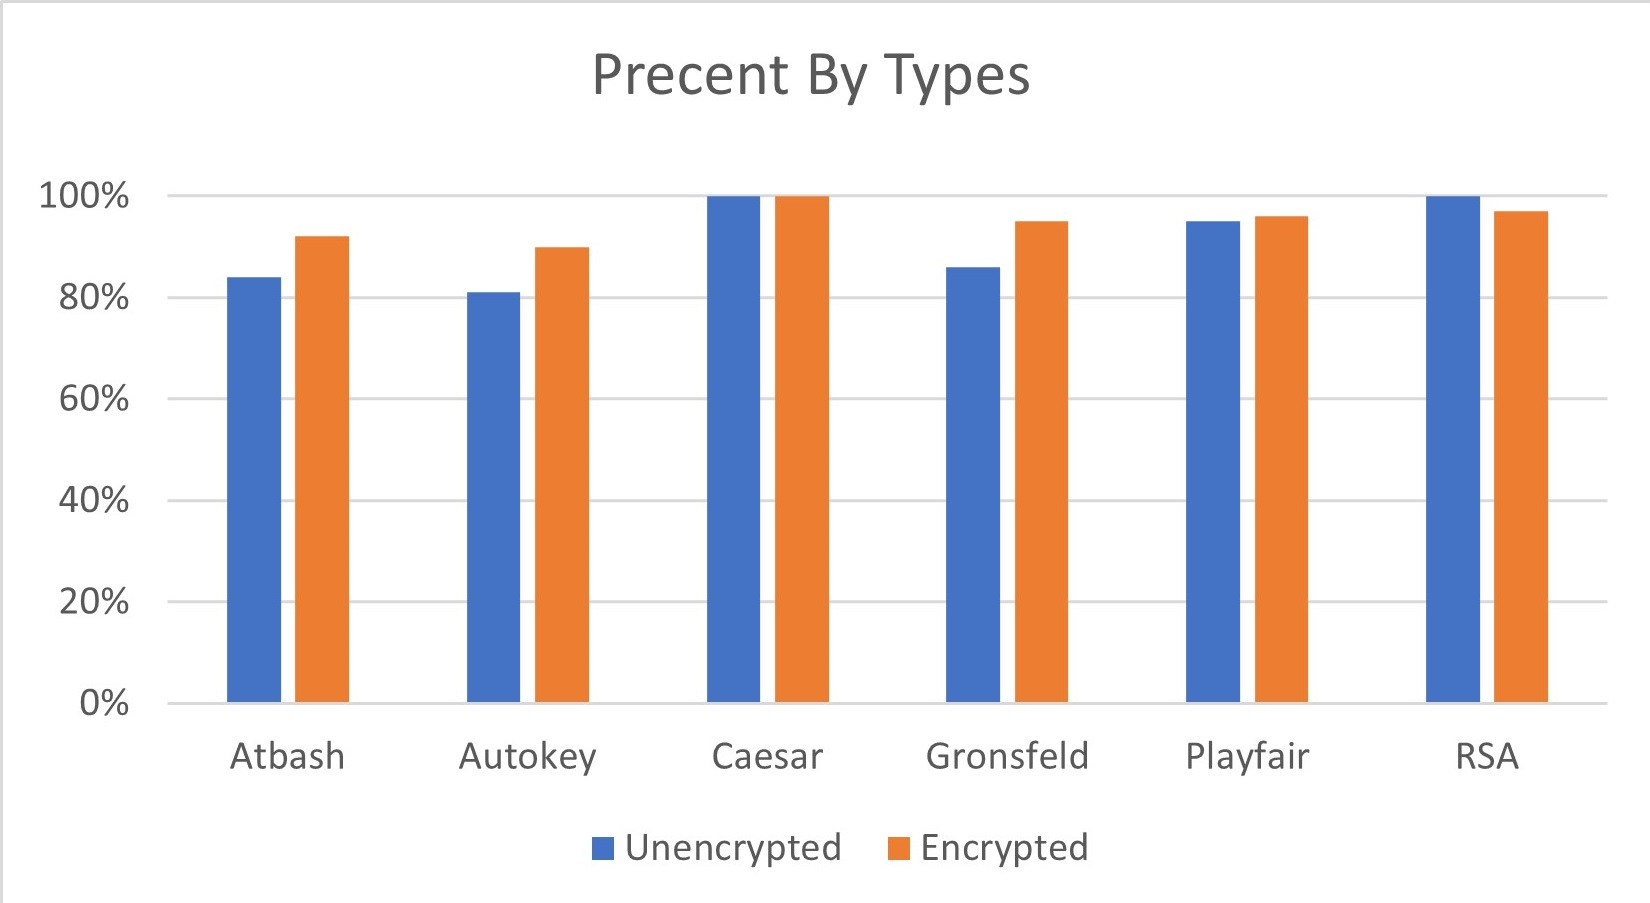 Precent By Types
100%
80%
60%
40%
20%
0%
Atbash Autokey Caesar Gronsfeld Playfair RSA
Unencrypted Encrypted